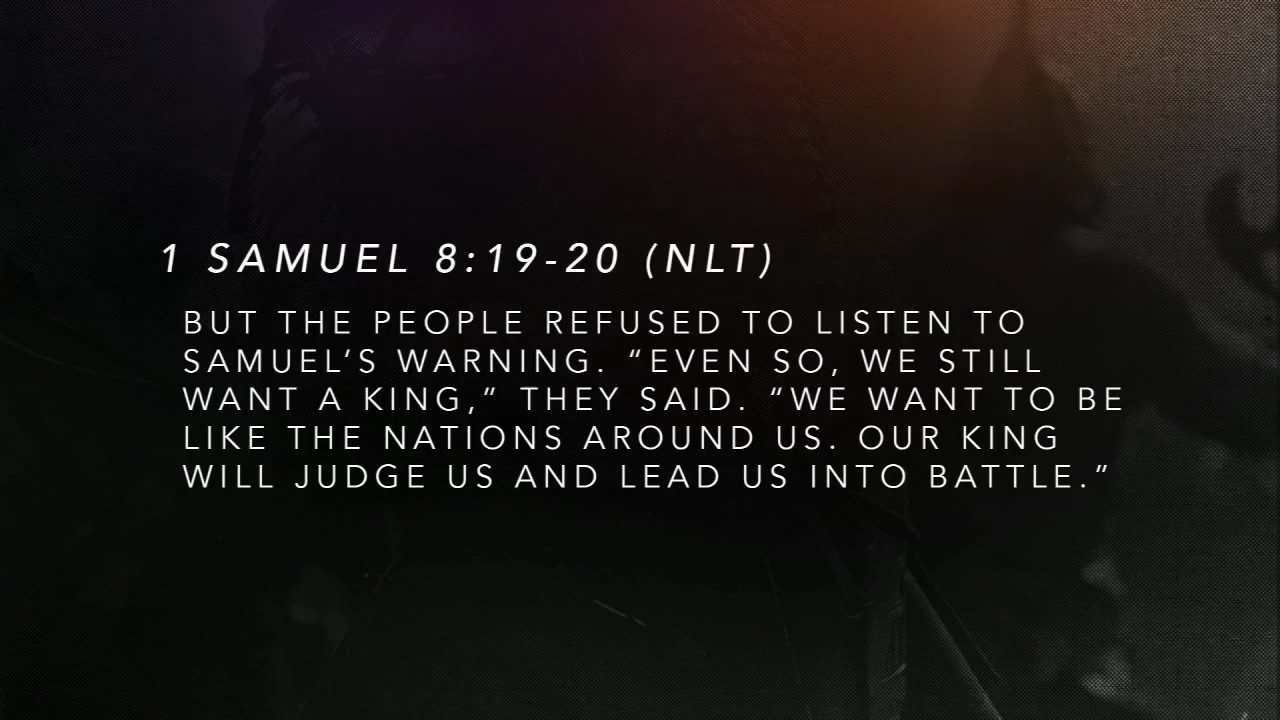 1 SAMUEL 8:19-20 (NLT)
BUT THE PEOPLE REFUSED TO LISTEN TO
SAMUEL’S WARNING. “EVEN SO, WE STILL
WANT A KING,” THEY SAID. “WE WANT TO BE
LIKE THE NATIONS AROUND US. OUR KING
WILL JUDGE US AND LEAD US INTO BATTLE.”